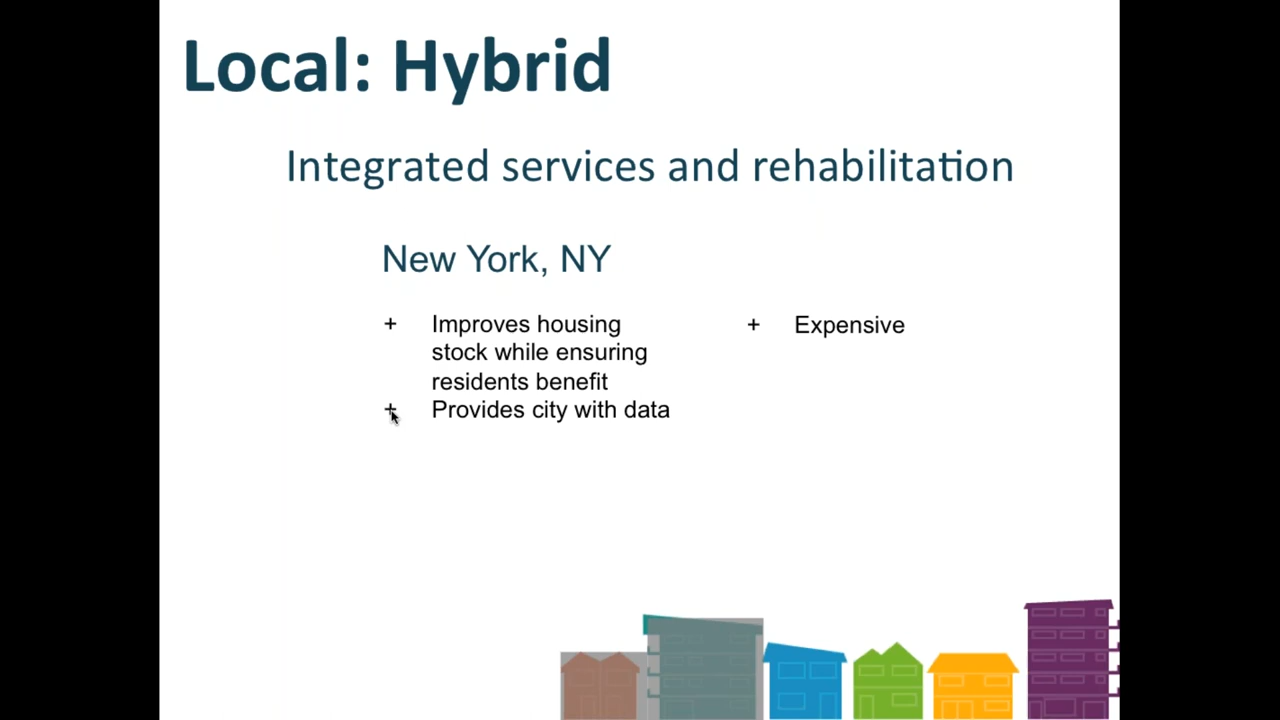 Local: Hybrid
Integrated services and rehabilitation
New York, NY
+ Improves housing
stock while ensuring
residents benefit
+ Provides city with data
+ Expensive